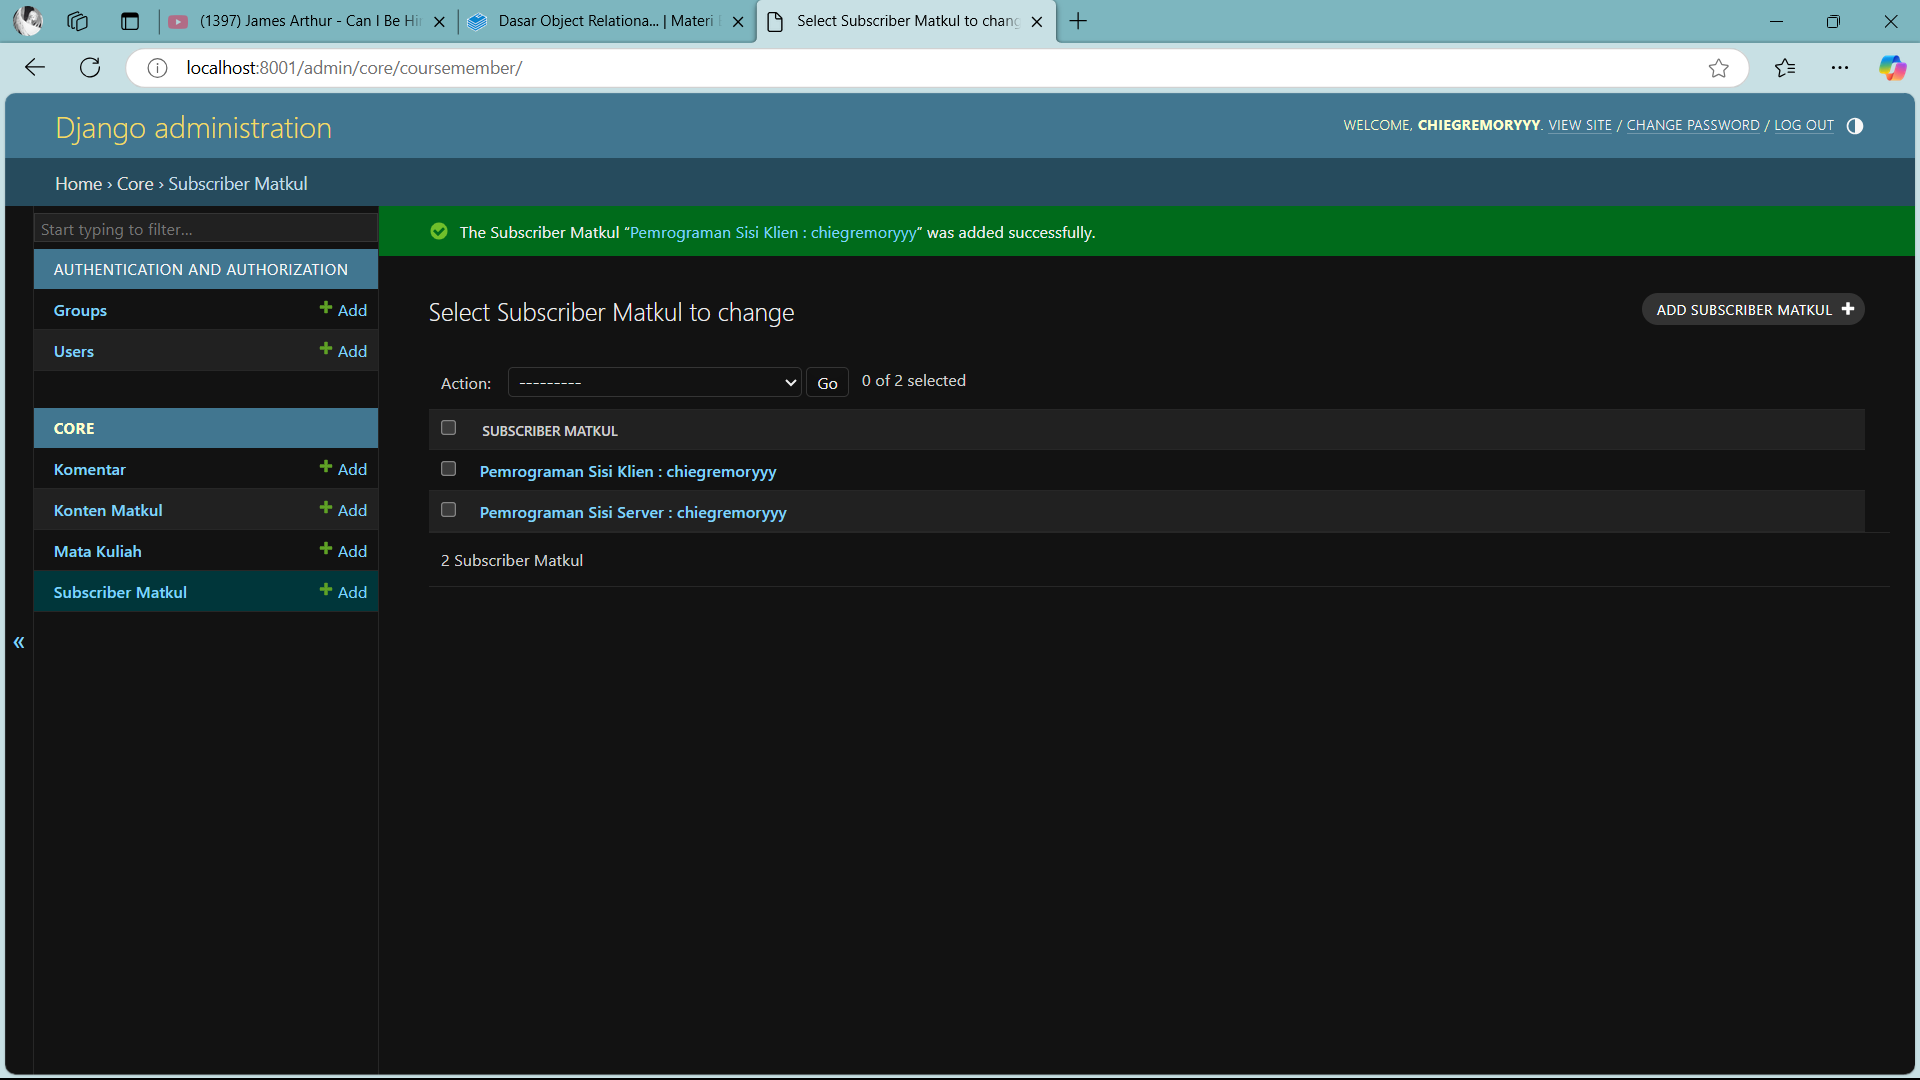 (1397) James Arthur - Can I Be Hi
Dasar Object Relationa... | Materi
Select Subscriber Matkul to chang
localhost:8001/admin/core/coursemember/
Django administration
WELCOME, CHIEGREMORYYY. VIEW SITE / CHANGE PASSWORD / LOG OUT
Home › Core › Subscriber Matkul
Start typing to filter...
The Subscriber Matkul “Pemrograman Sisi Klien : chiegremoryyy” was added successfully.
AUTHENTICATION AND AUTHORIZATION
Groups
Add
Users
Add
CORE
Komentar
Add
Konten Matkul
Add
Mata Kuliah
Add
Subscriber Matkul
Add
«
Select Subscriber Matkul to change
ADD SUBSCRIBER MATKUL
Action:
---------
Go
0 of 2 selected
SUBSCRIBER MATKUL
Pemrograman Sisi Klien : chiegremoryyy
Pemrograman Sisi Server : chiegremoryyy
2 Subscriber Matkul